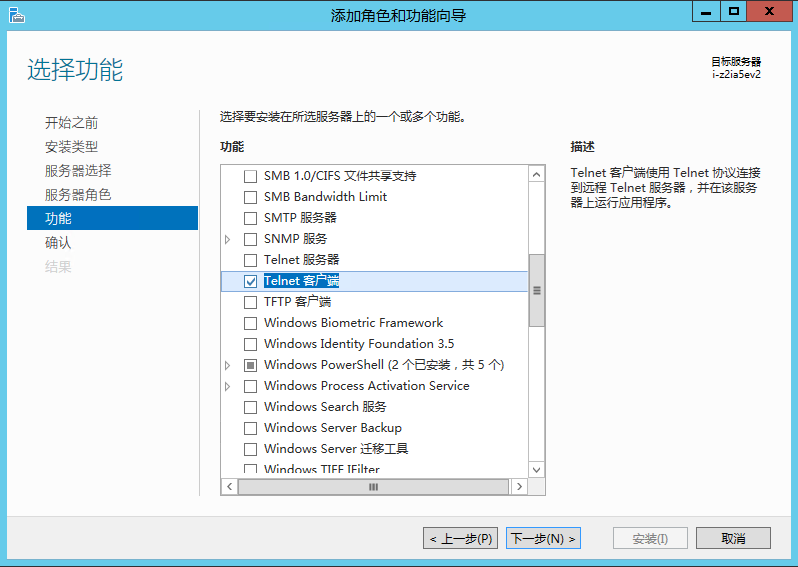 添加角色和功能向导
选择功能
目标服务器
i-z2ia5ev2
开始之前
安装类型
服务器选择
服务器角色
功能
确认
结果
选择要安装在所选服务器上的一个或多个功能。
功能
SMB 1.0/CIFS 文件共享支持
SMB Bandwidth Limit
SMTP 服务器
SNMP 服务
Telnet 服务器
Telnet 客户端
TFTP 客户端
Windows Biometric Framework
Windows Identity Foundation 3.5
Windows PowerShell (2 个已安装，共 5 个)
Windows Process Activation Service
Windows Search 服务
Windows Server Backup
Windows Server 迁移工具
Windows TIFF IFilter
描述
Telnet 客户端使用 Telnet 协议连接
到远程 Telnet 服务器，并在该服务
器上运行应用程序。
< 上一步(P)
下一步(N) >
安装(I)
取消